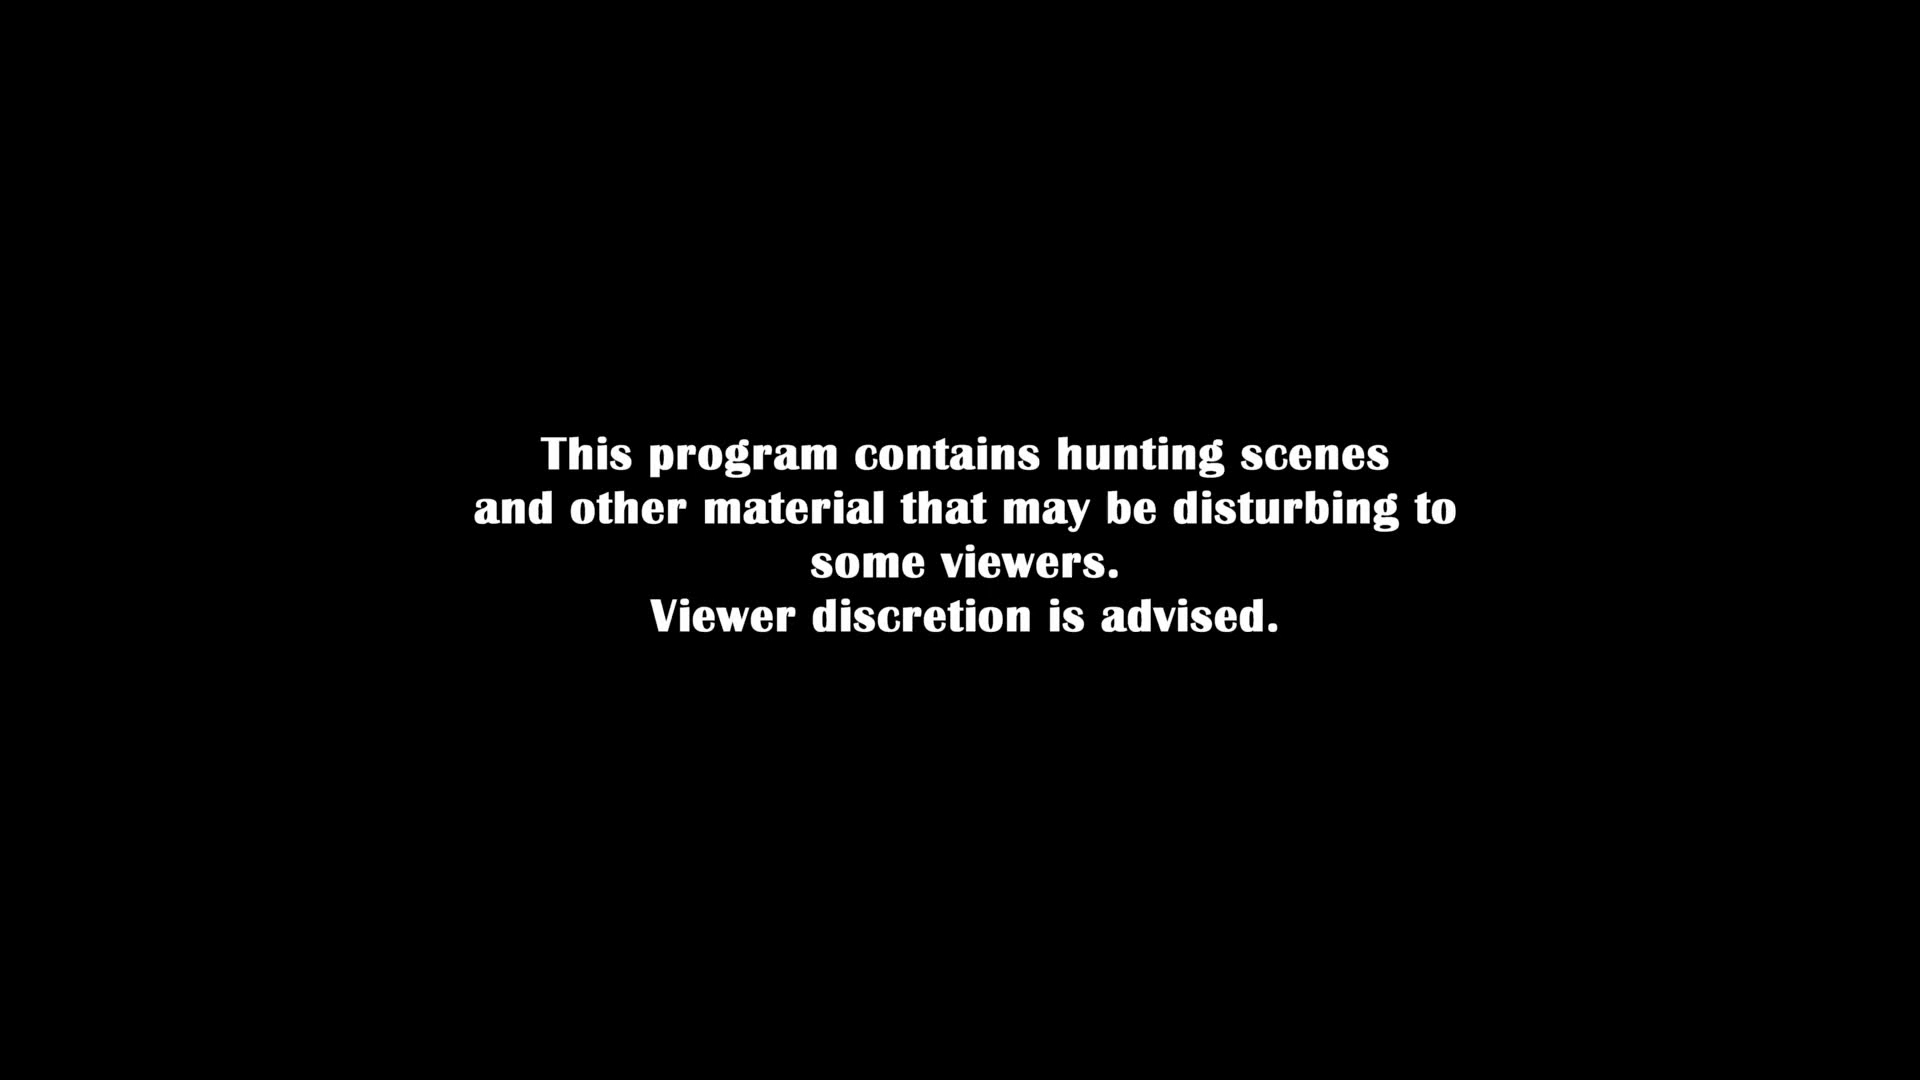 This program contains hunting scenes
and other material that may be disturbing to
some viewers.
Viewer discretion is advised.